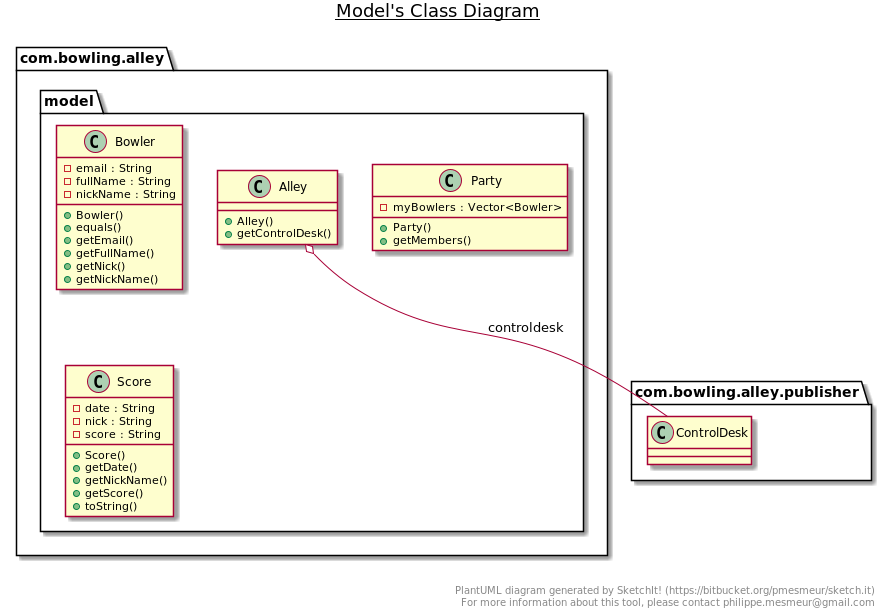 Model's Class Diagram
com.bowling.alley
model
C Bowler
email : String
fullName : String
nickName : String
Bowler()
equals()
getEmail()
getFullName()
getNick()
getNickName()
C Alley
Alley()
getControlDesk()
C Party
myBowlers : Vector<Bowler>
Party()
getMembers()
controldesk
C Score
date : String
nick : String
score : String
Score()
getDate()
getNickName()
getScore()
toString()
com.bowling.alley.publisher
C ControlDesk
PlantUML diagram generated by SketchIt! (https://bitbucket.org/pmesmeur/sketch.it)
For more information about this tool, please contact philippe.mesmeur@gmail.com